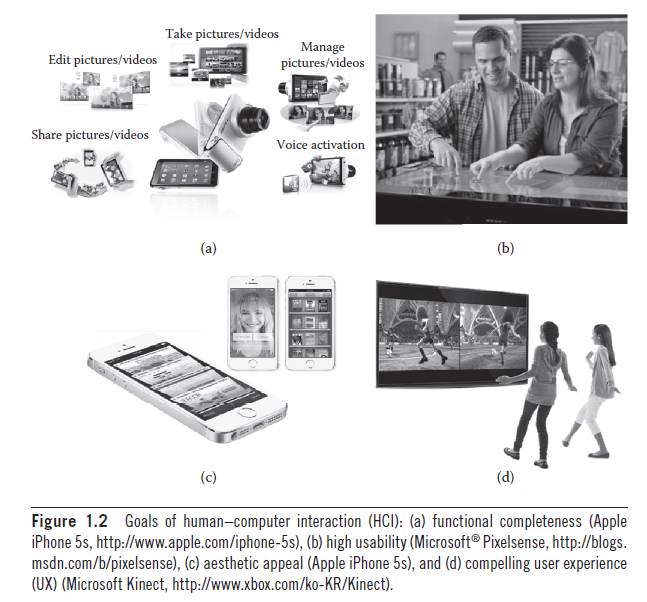 Take pictures/videos
Edit pictures/videos
Manage
pictures/videos
Share pictures/videos
Voice activation
(a)
(b)
(c)
(d)
Figure 1.2 Goals of human–computer interaction (HCI): (a) functional completeness (Apple
iPhone 5s, http://www.apple.com/iphone-5s), (b) high usability (Microsoft® Pixelsense, http://blogs.
msdn.com/b/pixelsense), (c) aesthetic appeal (Apple iPhone 5s), and (d) compelling user experience
(UX) (Microsoft Kinect, http://www.xbox.com/ko-KR/Kinect).